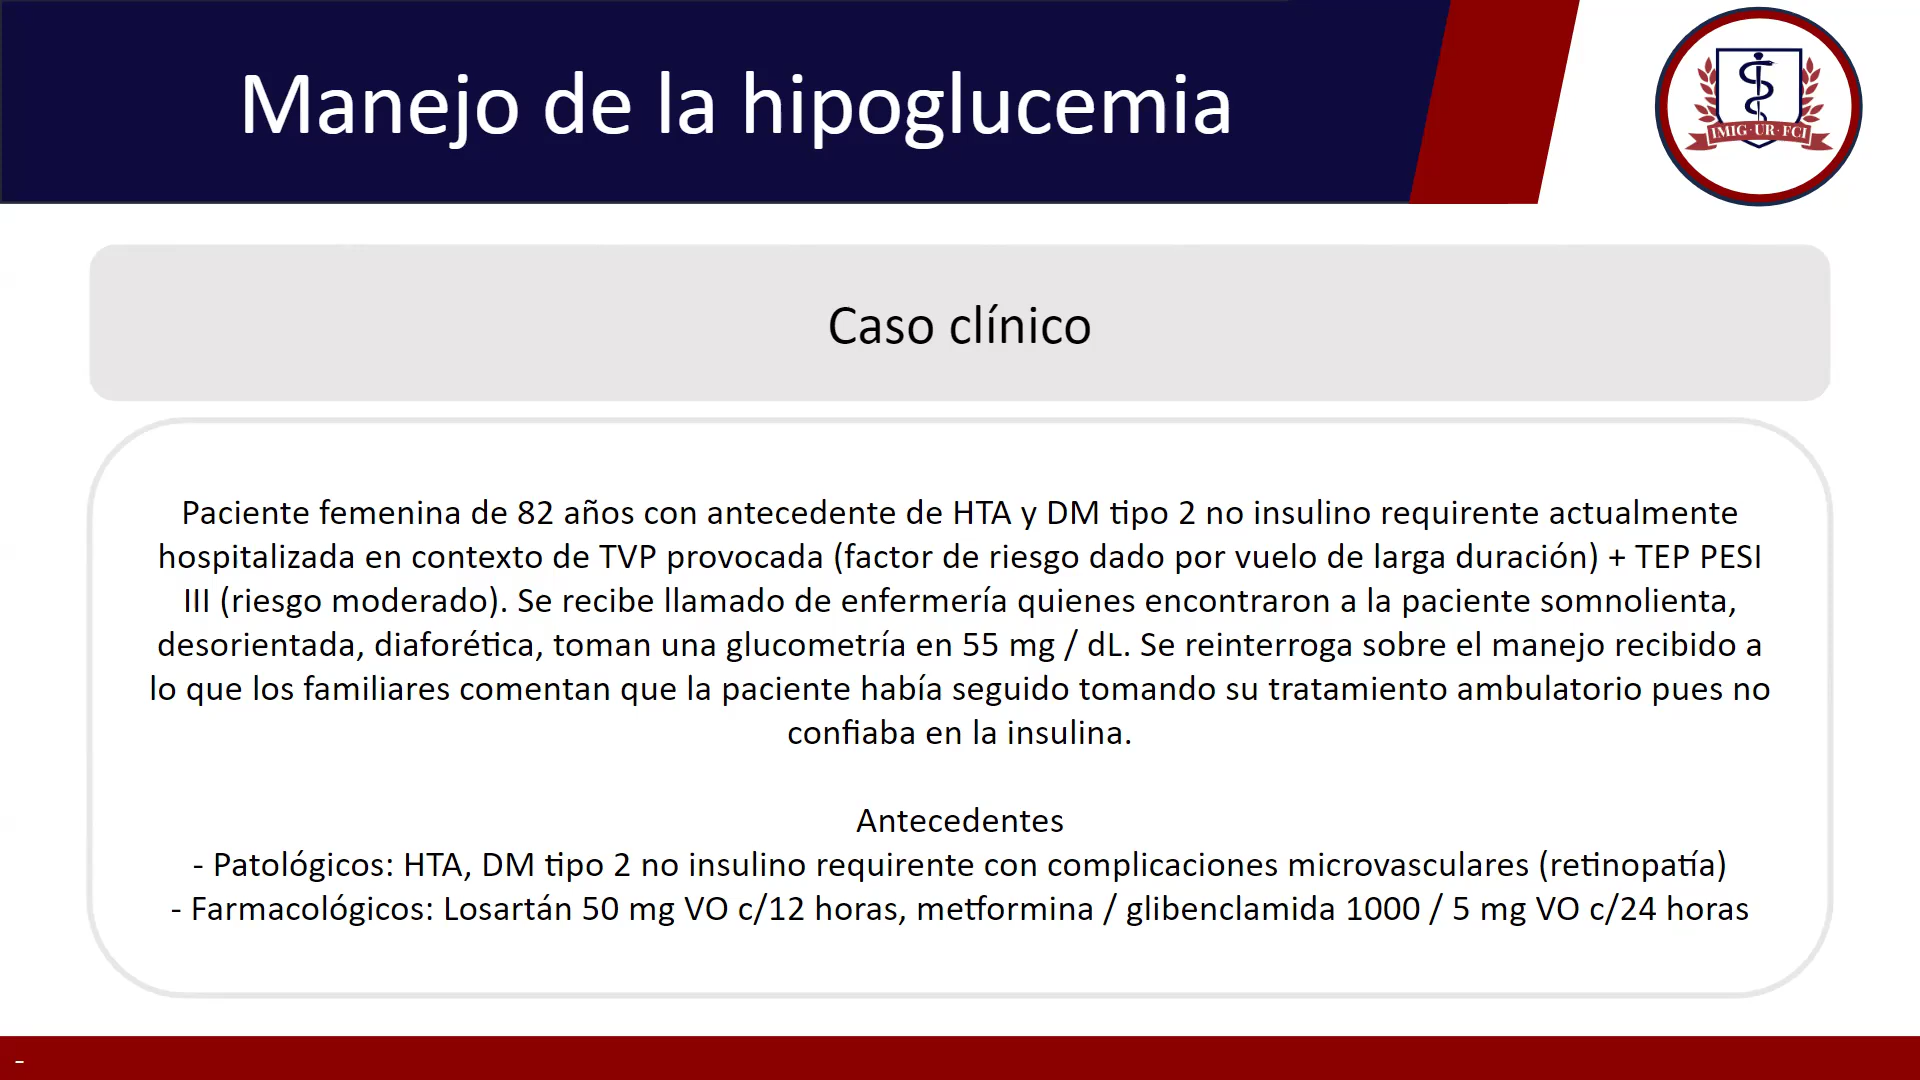 Manejo de la hipoglucemia
IMIG·UR·FCI
Caso clínico
Paciente femenina de 82 años con antecedente de HTA y DM tipo 2 no insulino requirente actualmente
hospitalizada en contexto de TVP provocada (factor de riesgo dado por vuelo de larga duración) + TEP PESI
III (riesgo moderado). Se recibe llamado de enfermería quienes encontraron a la paciente somnolienta,
desorientada, diaforética, toman una glucometría en 55 mg / dL. Se reinterroga sobre el manejo recibido a
lo que los familiares comentan que la paciente había seguido tomando su tratamiento ambulatorio pues no
confiaba en la insulina.
Antecedentes
- Patológicos: HTA, DM tipo 2 no insulino requirente con complicaciones microvasculares (retinopatía)
- Farmacológicos: Losartán 50 mg VO c/12 horas, metformina / glibenclamida 1000 / 5 mg VO c/24 horas
-